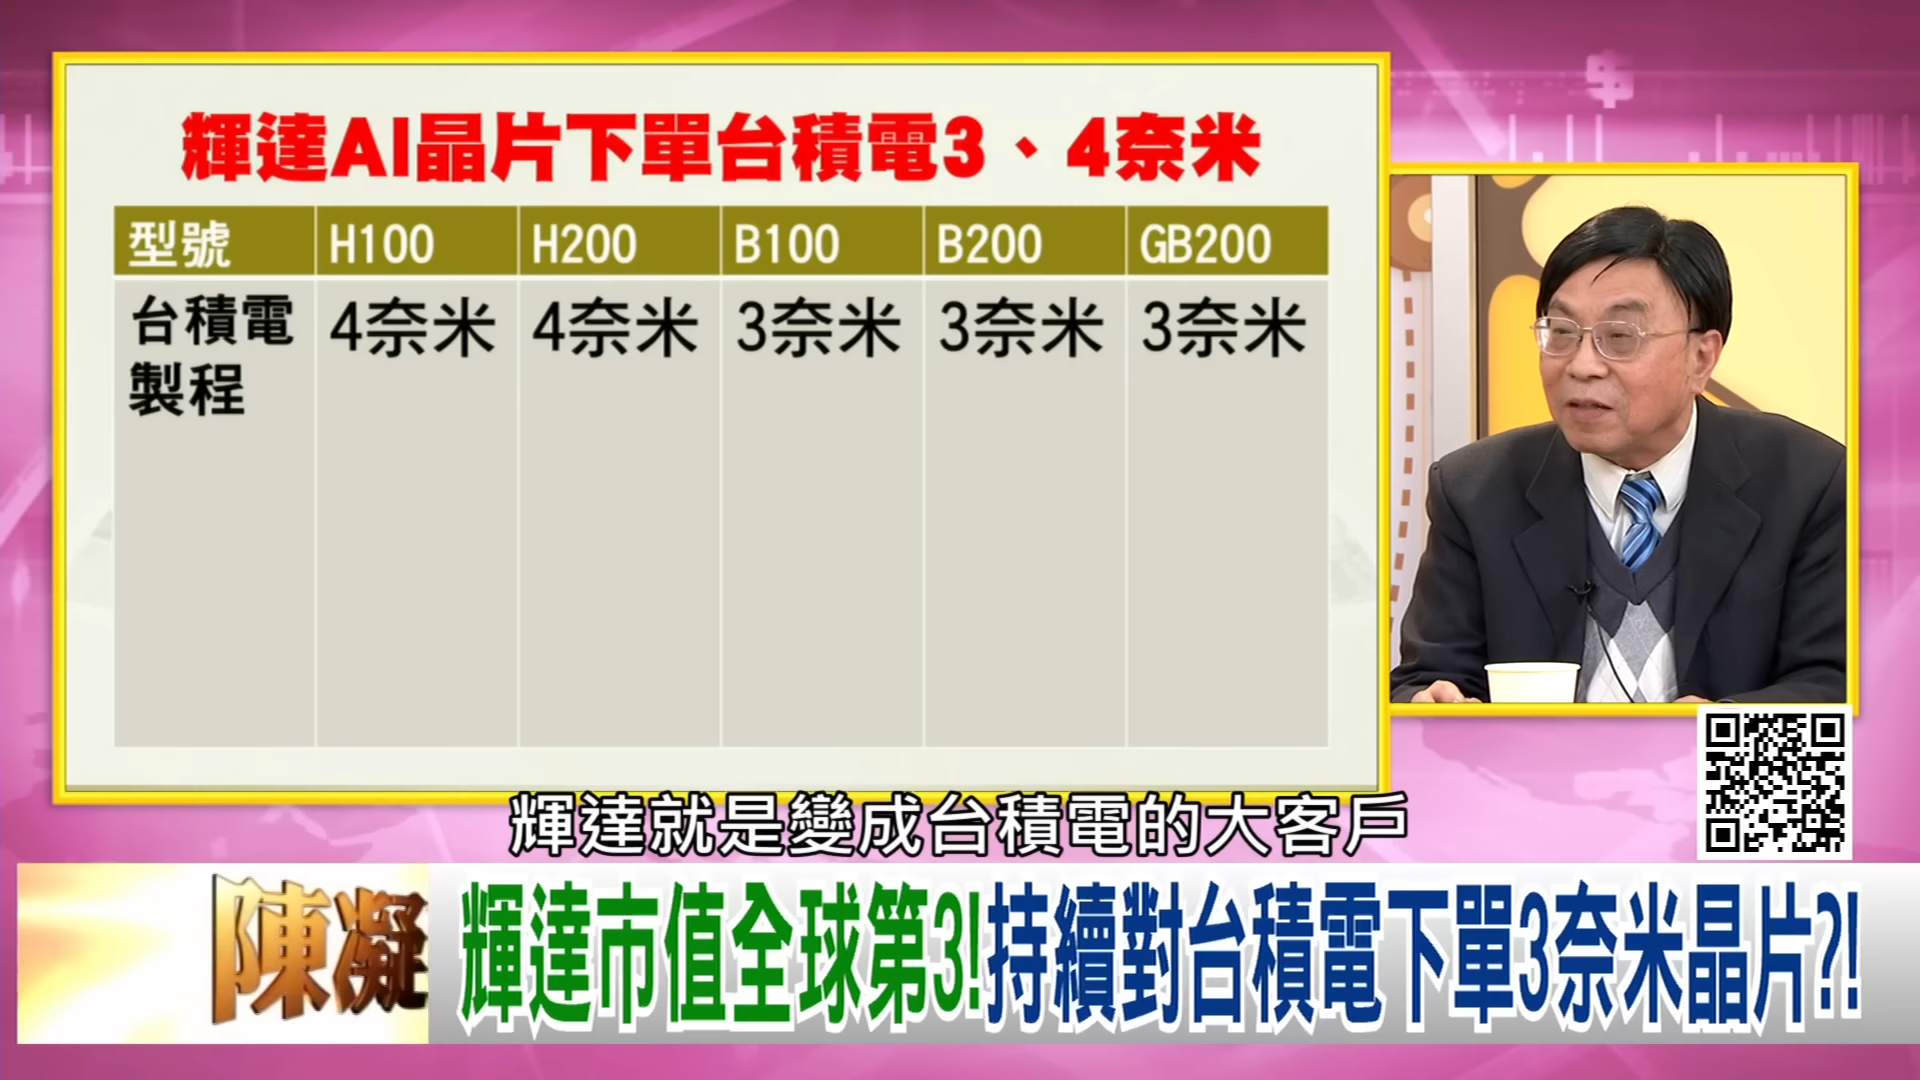 輝達AI晶片下單台積電3、4奈米
型號 H100 H200 B100 B200 GB200
台積電 4奈米 4奈米 3奈米 3奈米 3奈米
製程
輝達就是變成台積電的大客戶
陳凝
輝達市值全球第3!持續對台積電下單3奈米晶片?!